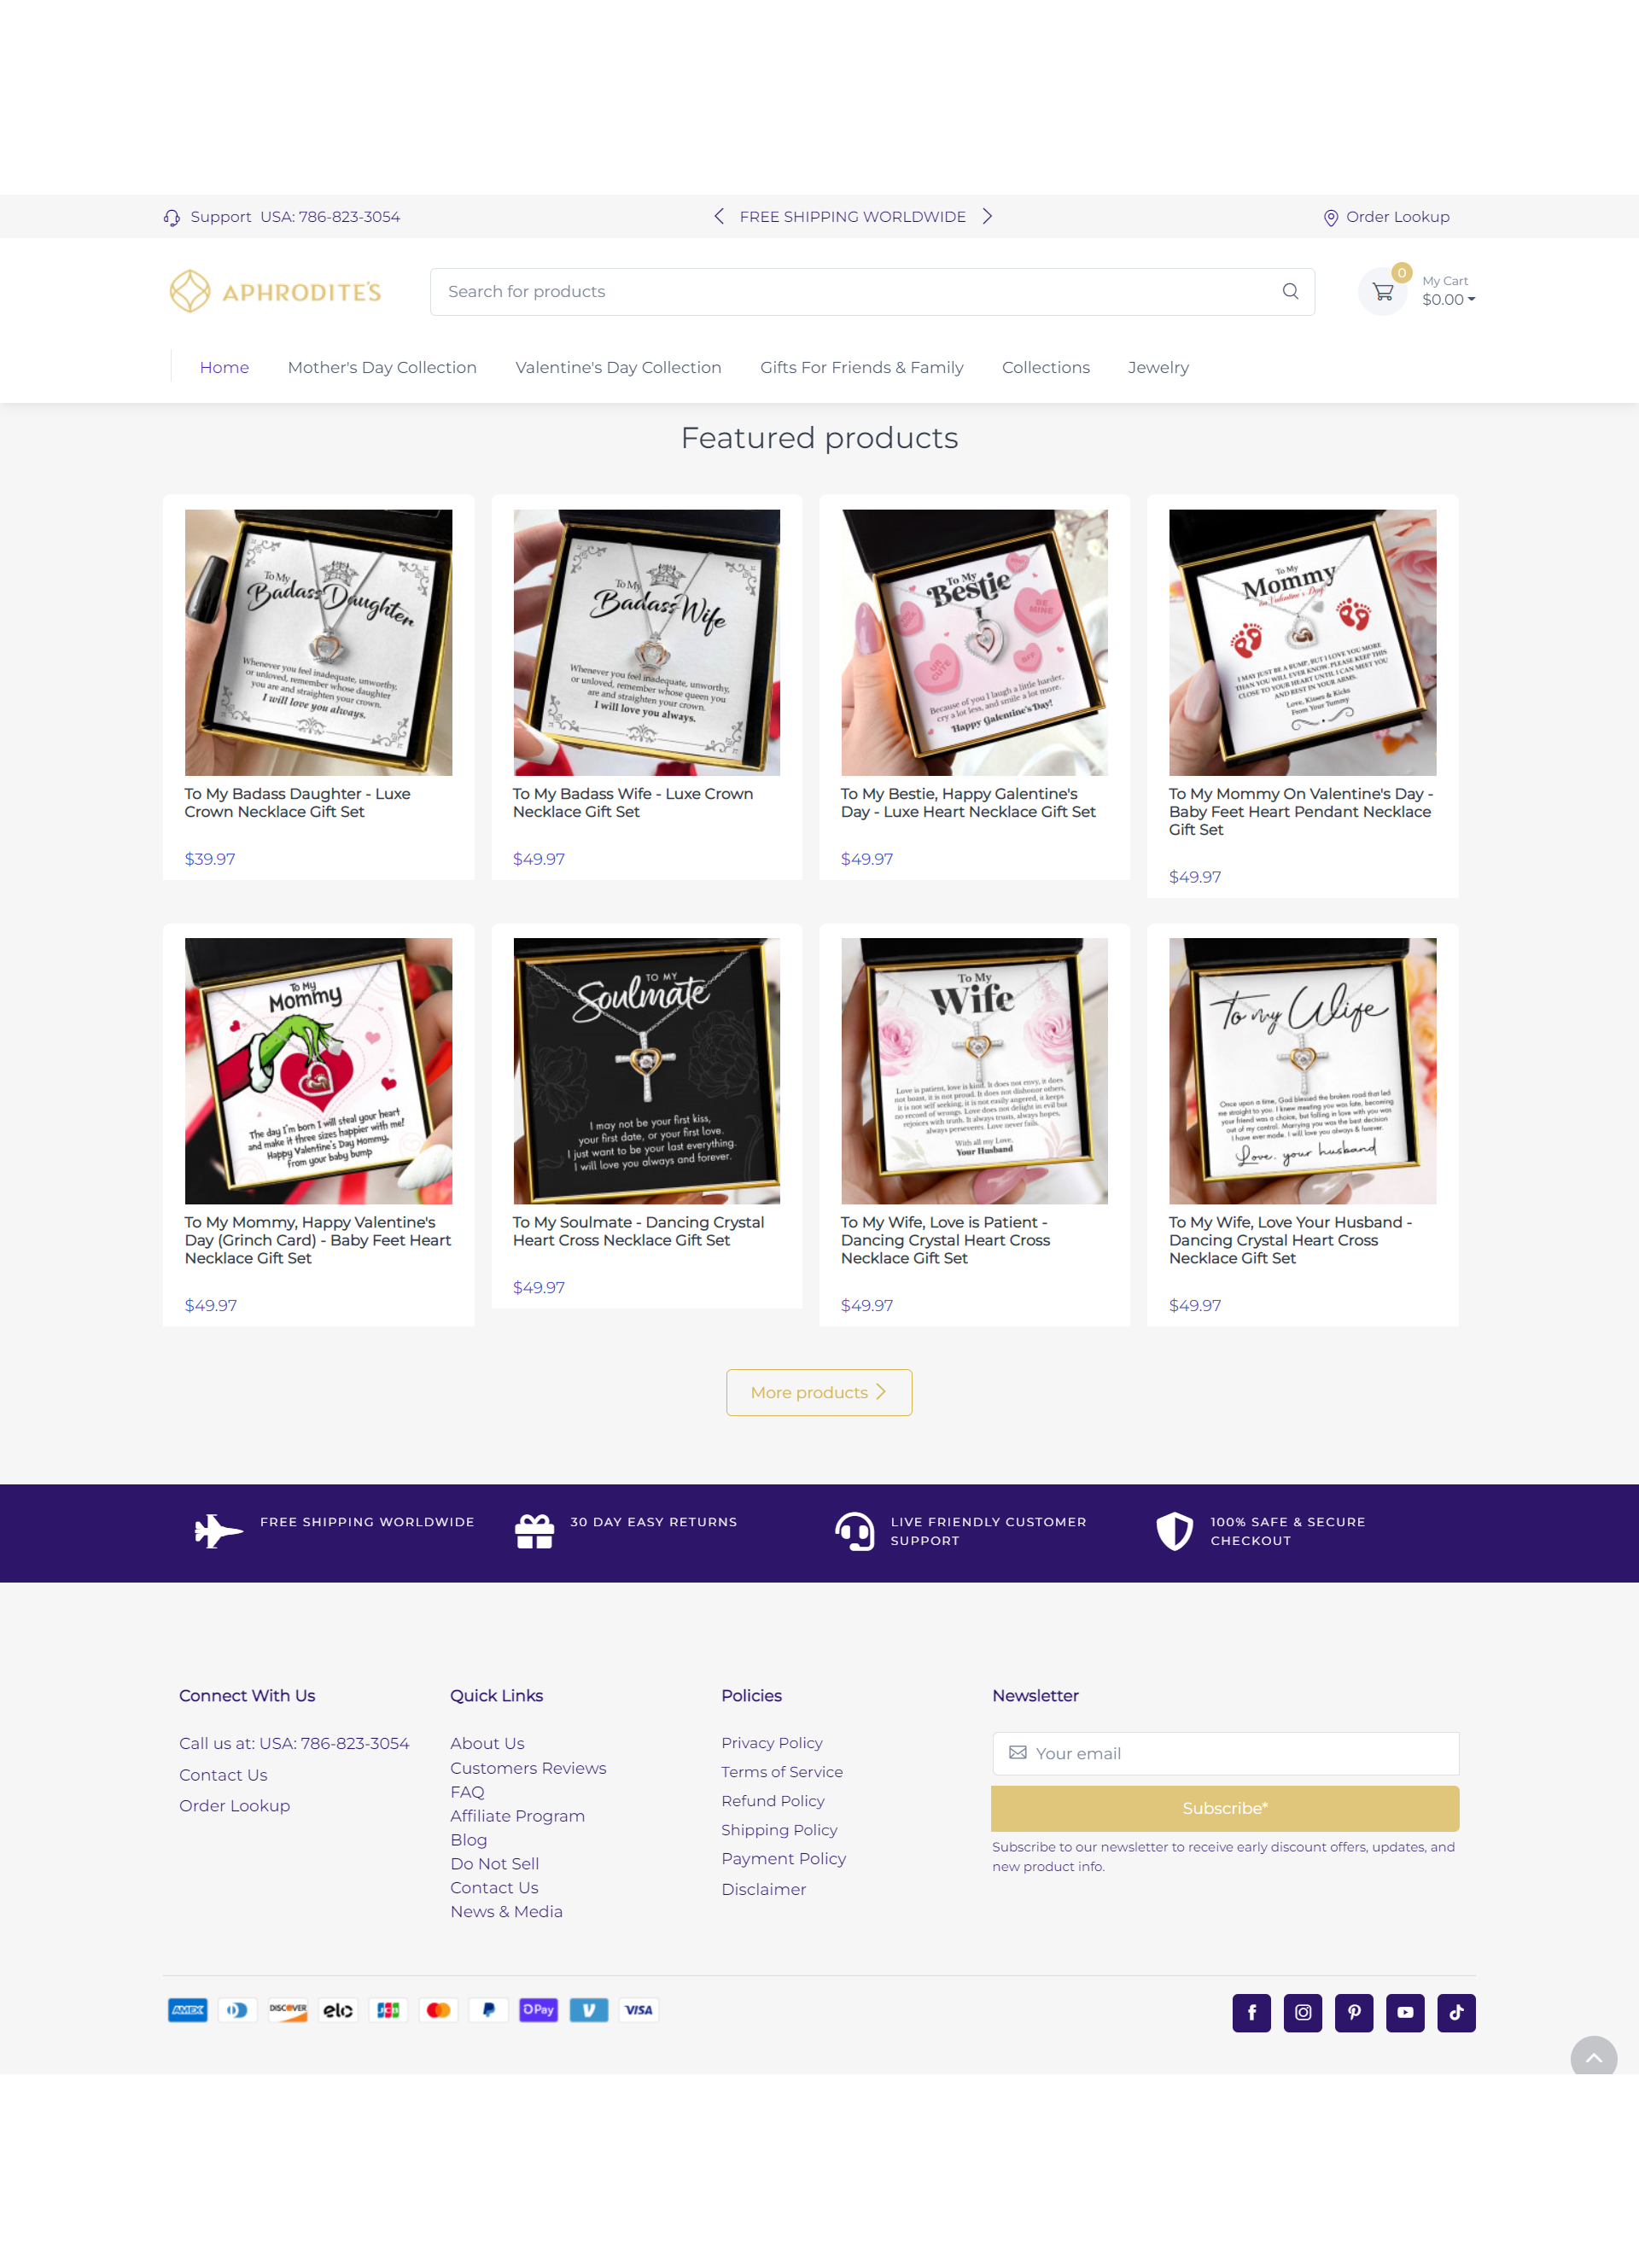 Support USA: 786-823-3054
FREE SHIPPING WORLDWIDE
Order Lookup
APHRODITE'S
Search for products
0
My Cart
$0.00
Home
Mother's Day Collection
Valentine's Day Collection
Gifts For Friends & Family
Collections
Jewelry
Featured products
To My
Badass Daughter
Whenever you feel inadequate, unworthy,
or unloved, remember whose daughter
you are and straighten your crown.
I will love you always.
To My Badass Daughter - Luxe
Crown Necklace Gift Set
$39.97
To My
Badass Wife
Whenever you feel inadequate, unworthy,
or unloved, remember whose queen you
are and straighten your crown.
I will love you always.
To My Badass Wife - Luxe Crown
Necklace Gift Set
$49.97
To My
Bestie
BE
MINE
UR
CUTE
BFF
Because of you I laugh a little harder,
cry a lot less, and smile a lot more.
Happy Galentine's Day!
To My Bestie, Happy Galentine's
Day - Luxe Heart Necklace Gift Set
$49.97
To My
Mommy
On Valentine's Day!
I MAY JUST BE A BUMP, BUT I LOVE YOU MORE
THAN YOU WILL EVER KNOW. PLEASE KEEP THIS
CLOSE TO YOUR HEART UNTIL I CAN MEET YOU
AND REST IN YOUR ARMS.
Love, Kisses & Kicks
From Your Tummy
To My Mommy On Valentine's Day -
Baby Feet Heart Pendant Necklace
Gift Set
$49.97
To My
Mommy
The day I'm born I will steal your heart
and make it three sizes happier with me!
Happy Valentine's Day Mommy,
from your baby bump
To My Mommy, Happy Valentine's
Day (Grinch Card) - Baby Feet Heart
Necklace Gift Set
$49.97
TO MY
Soulmate
I may not be your first kiss,
your first date, or your first love.
I just want to be your last everything.
I will love you always and forever.
To My Soulmate - Dancing Crystal
Heart Cross Necklace Gift Set
$49.97
To My
Wife
Love is patient, love is kind. It does not envy, it does
not boast, it is not proud. It does not dishonor others,
it is not self seeking, it is not easily angered, it keeps
no record of wrongs. Love does not delight in evil but
rejoices with truth. It always trusts, always hopes,
always perseveres. Love never fails.
With all my Love,
Your Husband
To My Wife, Love is Patient -
Dancing Crystal Heart Cross
Necklace Gift Set
$49.97
To my Wife
Once upon a time, God blessed the broken road that led
me straight to you. I knew meeting you was fate, becoming
your friend was a choice, but falling in love with you was
out of my control. Marrying you was the best decision
I have ever made. I will love you always & forever.
Love, your husband
To My Wife, Love Your Husband -
Dancing Crystal Heart Cross
Necklace Gift Set
$49.97
More products
FREE SHIPPING WORLDWIDE
30 DAY EASY RETURNS
LIVE FRIENDLY CUSTOMER
SUPPORT
100% SAFE & SECURE
CHECKOUT
Connect With Us
Call us at: USA: 786-823-3054
Contact Us
Order Lookup
Quick Links
About Us
Customers Reviews
FAQ
Affiliate Program
Blog
Do Not Sell
Contact Us
News & Media
Policies
Privacy Policy
Terms of Service
Refund Policy
Shipping Policy
Payment Policy
Disclaimer
Newsletter
Your email
Subscribe*
Subscribe to our newsletter to receive early discount offers, updates, and
new product info.
AMEX
DISCOVER
elo
JCB
Pay
VISA